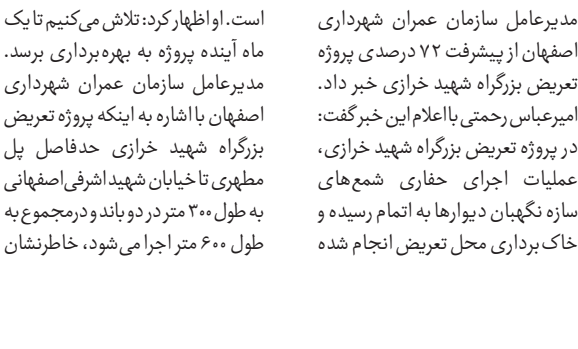 مدیرعامل سازمان عمران شهرداری
اصفهان از پیشرفت ۷۲ درصدی پروژه
تعریض بزرگراه شهید خرازی خبر داد.
امیرعباس رحمتی با اعلام این خبر گفت:
در پروژه تعریض بزرگراه شهید خرازی،
عملیات اجرای حفاری شمع‌های
سازه نگهبان دیوارها به اتمام رسیده و
خاک‌برداری محل تعریض انجام شده
است. او اظهار کرد: تلاش می‌کنیم تا یک
ماه آینده پروژه به بهره‌برداری برسد.
مدیرعامل سازمان عمران شهرداری
اصفهان با اشاره به اینکه پروژه تعریض
بزرگراه شهید خرازی حدفاصل پل
مطهری تا خیابان شهید اشرفی اصفهانی
به طول ۳۰۰ متر در دو باند و درمجموع به
طول ۶۰۰ متر اجرا می‌شود، خاطرنشان